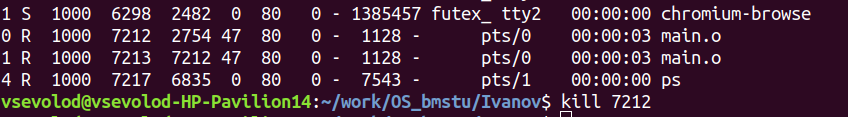 1 S 1000 6298 2482 0 80 0 - 1385457 futex_ tty2 00:00:00 chromium-browse
0 R 1000 7212 2754 47 80 0 - 1128 - pts/0 00:00:03 main.o
1 R 1000 7213 7212 47 80 0 - 1128 - pts/0 00:00:03 main.o
4 R 1000 7217 6835 0 80 0 - 7543 - pts/1 00:00:00 ps
vsevolod@vsevolod-HP-Pavilion14:~/work/OS_bmstu/Ivanov$ kill 7212